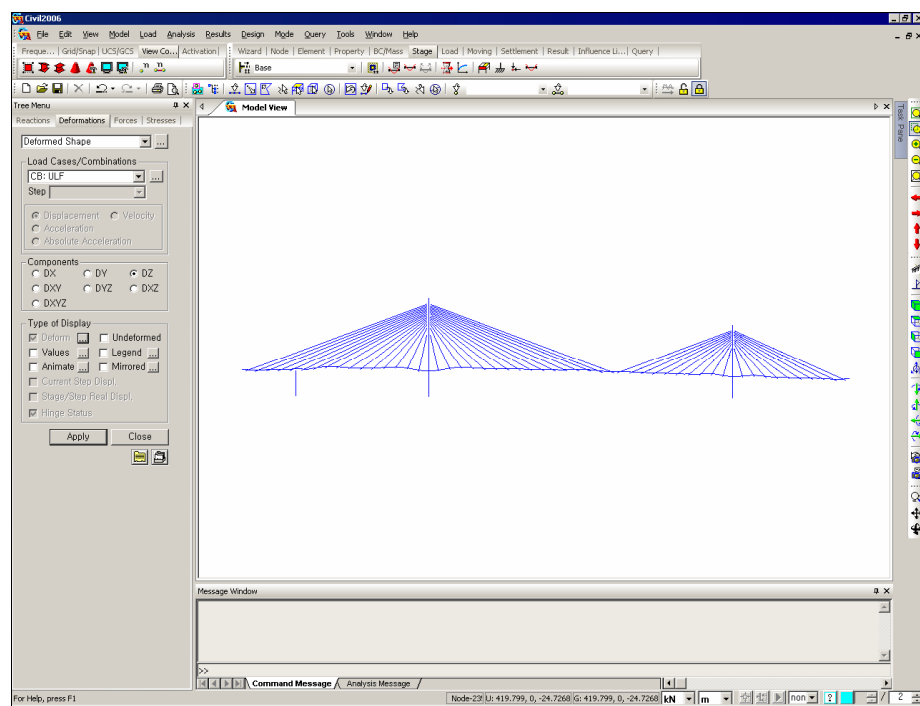 Civil2006
File Edit View Model Load Analysis Results Design Mode Query Tools Window Help
Freque... Grid/Snap UCS/GCS View Co... Activation Wizard Node Element Property BC/Mass Stage Load Moving Settlement Result Influence Li... Query
Base
Tree Menu
Model View
Task Pane
Reactions Deformations Forces Stresses
Deformed Shape
Load Cases/Combinations
CB: ULF
Step
Displacement Velocity
Acceleration
Absolute Acceleration
Components
DX DY DZ
DXY DYZ DXZ
DXYZ
Type of Display
Deform ... Undeformed
Values ... Legend ...
Animate ... Mirrored ...
Current Step Displ.
Stage/Step Real Displ.
Hinge Status
Apply Close
Message Window
>>
Command Message Analysis Message
For Help, press F1
Node-23 U: 419.799, 0, -24.7268 G: 419.799, 0, -24.7268 kN m non ? / 2